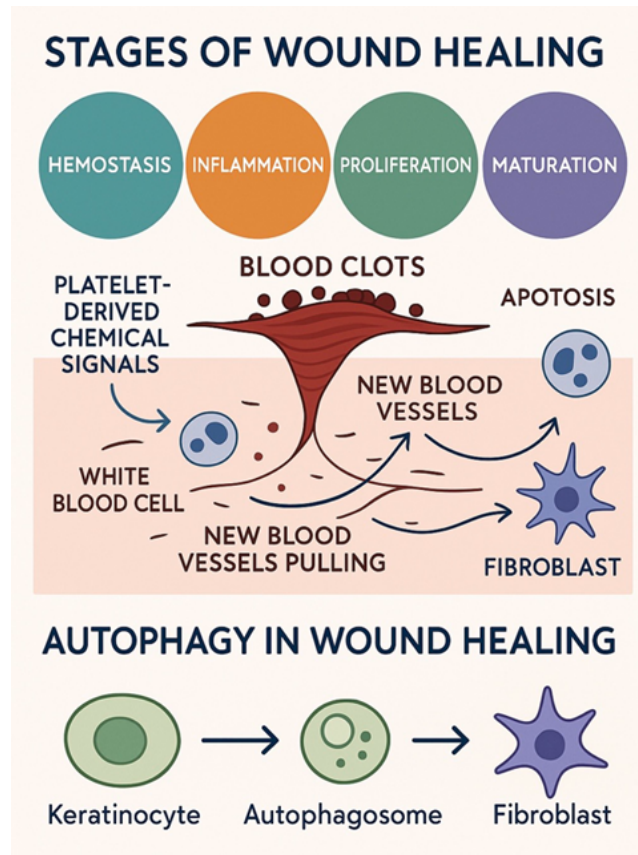 STAGES OF WOUND HEALING
HEMOSTASIS
INFLAMMATION
PROLIFERATION
MATURATION
BLOOD CLOTS
PLATELET-
DERIVED
CHEMICAL
SIGNALS
APOTOSIS
NEW BLOOD
VESSELS
WHITE
BLOOD CELL
NEW BLOOD
VESSELS PULLING
FIBROBLAST
AUTOPHAGY IN WOUND HEALING
Keratinocyte
Autophagosome
Fibroblast